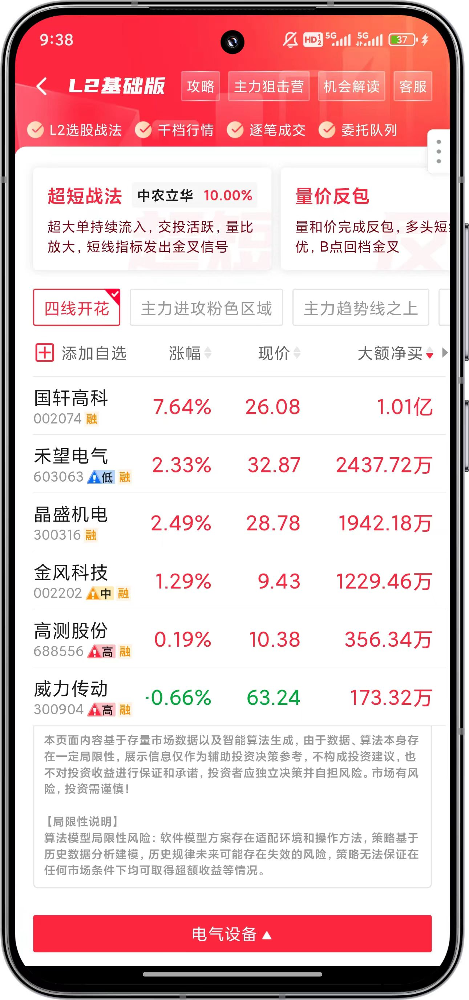 9:38
HD 1 2 5G 5G 37
L2基础版 攻略 主力狙击营 机会解读 客服
L2选股战法 千档行情 逐笔成交 委托队列
超短战法 中农立华 10.00%
超大单持续流入，交投活跃，量比
放大，短线指标发出金叉信号
量价反包
量和价完成反包，多头短
优，B点回档金叉
四线开花 主力进攻粉色区域 主力趋势线之上
添加自选 涨幅 现价 大额净买
国轩高科 7.64% 26.08 1.01亿
002074 融
禾望电气 2.33% 32.87 2437.72万
603063 低 融
晶盛机电 2.49% 28.78 1942.18万
300316 融
金风科技 1.29% 9.43 1229.46万
002202 中 融
高测股份 0.19% 10.38 356.34万
688556 高 融
威力传动 -0.66% 63.24 173.32万
300904 高 融
本页面内容基于存量市场数据以及智能算法生成，由于数据、算法本身存
在一定局限性，展示信息仅作为辅助投资决策参考，不构成投资建议，也
不对投资收益进行保证和承诺，投资者应独立决策并自担风险。市场有风
险，投资需谨慎！
【局限性说明】
算法模型局限性风险：软件模型方案存在适配环境和操作方法，策略基于
历史数据分析建模，历史规律未来可能存在失效的风险，策略无法保证在
任何市场条件下均可取得超额收益等情况。
电气设备